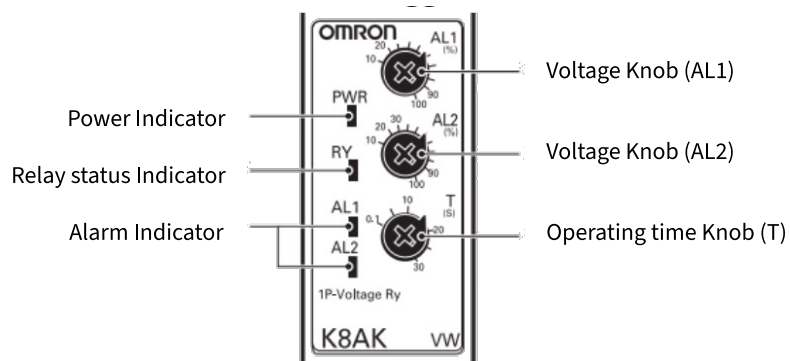 OMRON
AL1
(%)
10
20
90
100
Voltage Knob (AL1)
PWR
Power Indicator
AL2
(%)
10
20
30
90
100
Voltage Knob (AL2)
RY
Relay status Indicator
AL1
Alarm Indicator
AL2
T
(S)
0.1
10
20
30
Operating time Knob (T)
1P-Voltage Ry
K8AK
VW